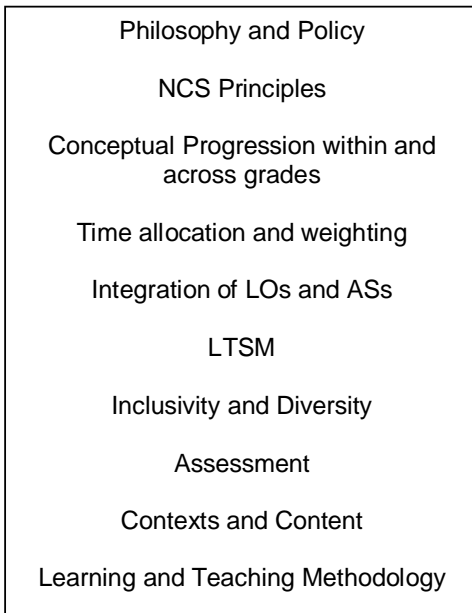 Philosophy and Policy
NCS Principles
Conceptual Progression within and
across grades
Time allocation and weighting
Integration of LOs and ASs
LTSM
Inclusivity and Diversity
Assessment
Contexts and Content
Learning and Teaching Methodology